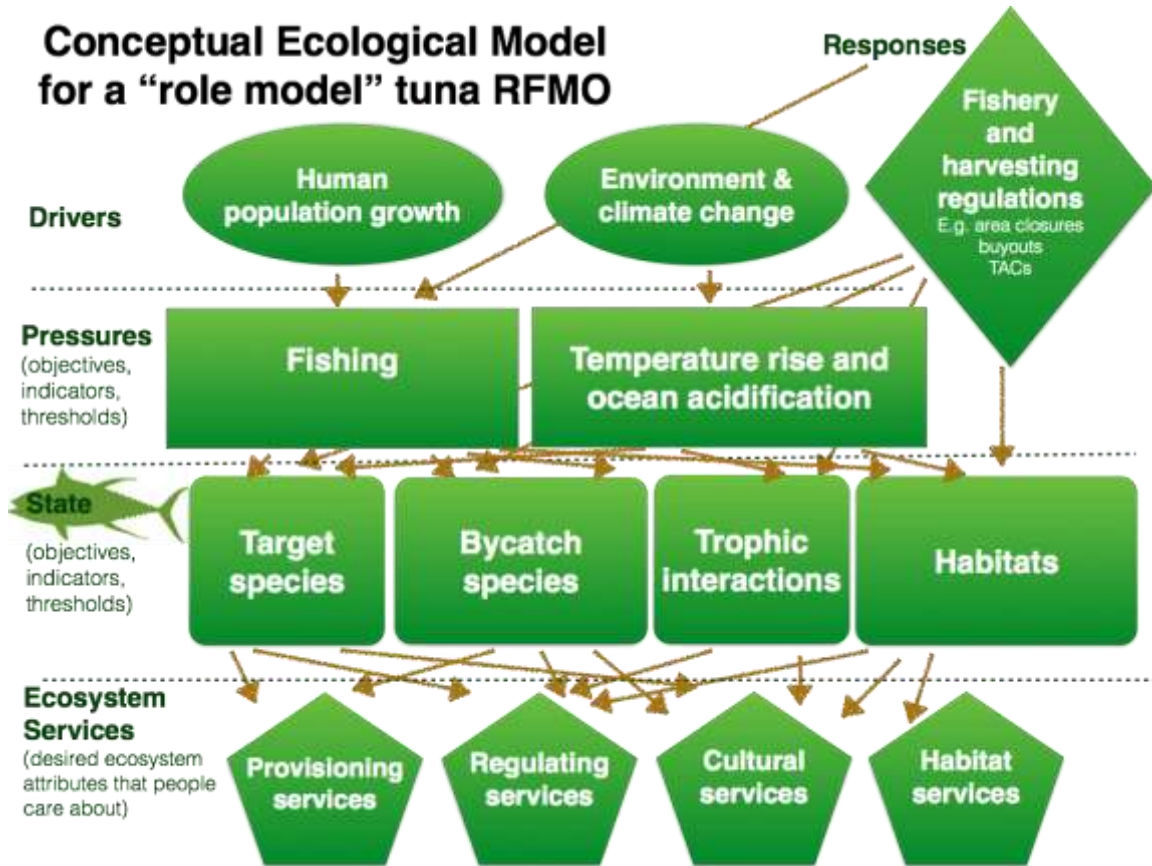 Conceptual Ecological Model
for a “role model” tuna RFMO
Responses
Fishery
and
harvesting
regulations
E.g. area closures
buyouts
TACs
Drivers
Human
population growth
Environment &
climate change
Pressures
(objectives,
indicators,
thresholds)
Fishing
Temperature rise and
ocean acidification
State
(objectives,
indicators,
thresholds)
Target
species
Bycatch
species
Trophic
interactions
Habitats
Ecosystem
Services
(desired ecosystem
attributes that people
care about)
Provisioning
services
Regulating
services
Cultural
services
Habitat
services